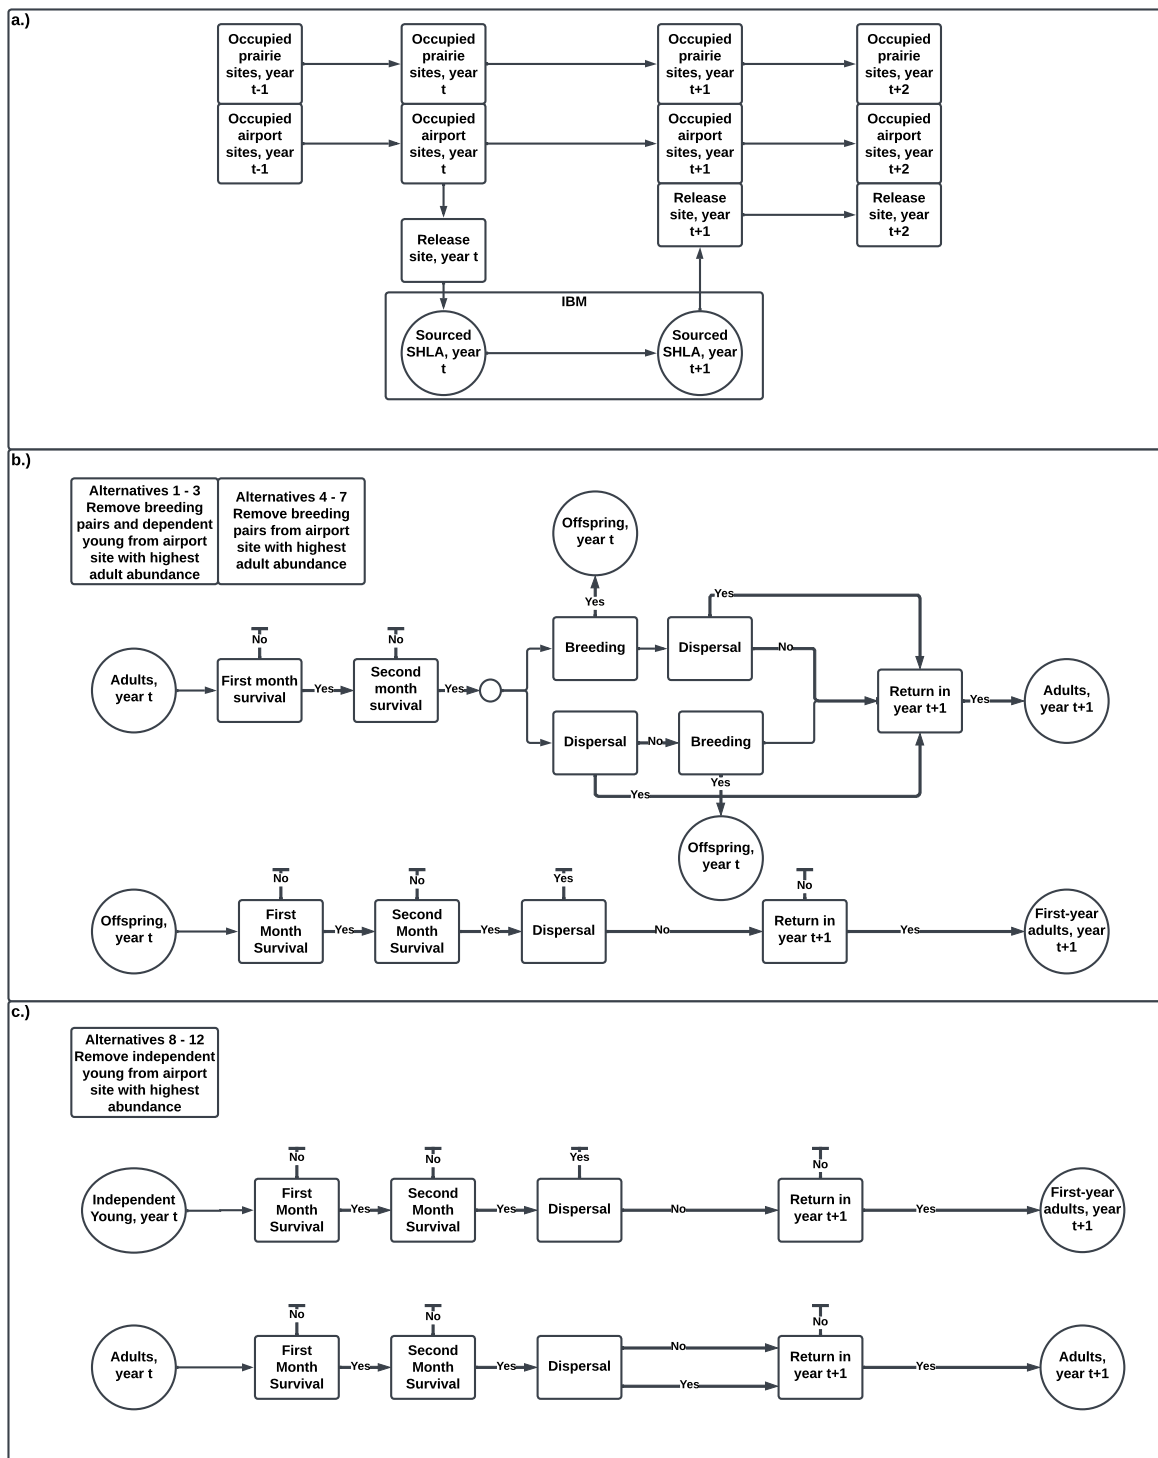 a.)
Occupied
prairie
sites, year
t-1
Occupied
prairie
sites, year
t
Occupied
prairie
sites, year
t+1
Occupied
prairie
sites, year
t+2
Occupied
airport
sites, year
t-1
Occupied
airport
sites, year
t
Occupied
airport
sites, year
t+1
Occupied
airport
sites, year
t+2
Release
site, year t
Release
site, year
t+1
Release
site, year
t+2
IBM
Sourced
SHLA, year
t
Sourced
SHLA, year
t+1
b.)
Alternatives 1 - 3
Remove breeding
pairs and dependent
young from airport
site with highest
adult abundance
Alternatives 4 - 7
Remove breeding
pairs from airport
site with highest
adult abundance
Offspring,
year t
Yes
Yes
No
No
Breeding
Dispersal
No
Adults,
year t
First month
survival
Yes
Second
month
survival
Yes
Return in
year t+1
Yes
Adults,
year t+1
Dispersal
No
Breeding
Yes
Yes
Offspring,
year t
No
No
Yes
No
Offspring,
year t
First
Month
Survival
Yes
Second
Month
Survival
Yes
Dispersal
No
Return in
year t+1
Yes
First-year
adults, year
t+1
c.)
Alternatives 8 - 12
Remove independent
young from airport
site with highest
abundance
No
No
Yes
No
Independent
Young, year t
First
Month
Survival
Yes
Second
Month
Survival
Yes
Dispersal
No
Return in
year t+1
Yes
First-year
adults, year
t+1
No
No
No
Adults,
year t
First
Month
Survival
Yes
Second
Month
Survival
Yes
Dispersal
No
Yes
Return in
year t+1
Yes
Adults,
year t+1